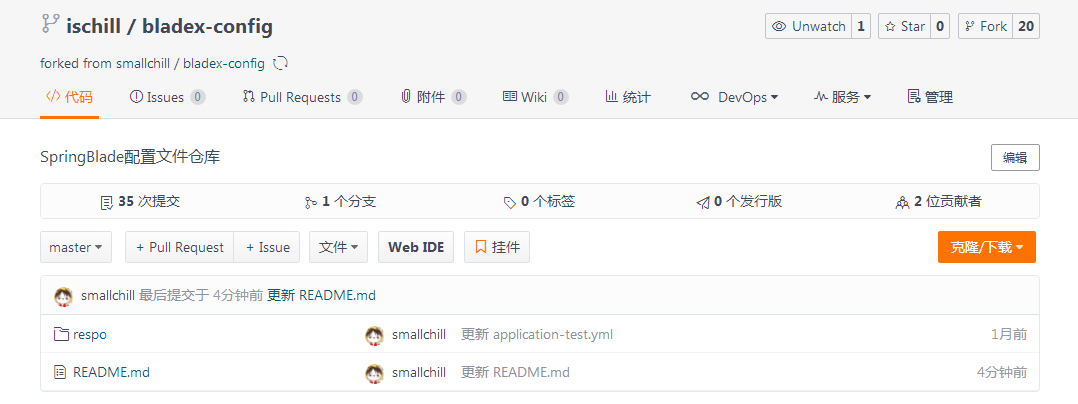 ischill / bladex-config
Unwatch 1 Star 0 Fork 20
forked from smallchill / bladex-config
</> 代码 Issues 0 Pull Requests 0 附件 0 Wiki 0 统计 DevOps 服务 管理
SpringBlade配置文件仓库 编辑
35 次提交 1 个分支 0 个标签 0 个发行版 2 位贡献者
master + Pull Request + Issue 文件 Web IDE 挂件 克隆/下载
smallchill 最后提交于 4分钟前 更新 README.md
respo smallchill 更新 application-test.yml 1月前
README.md smallchill 更新 README.md 4分钟前